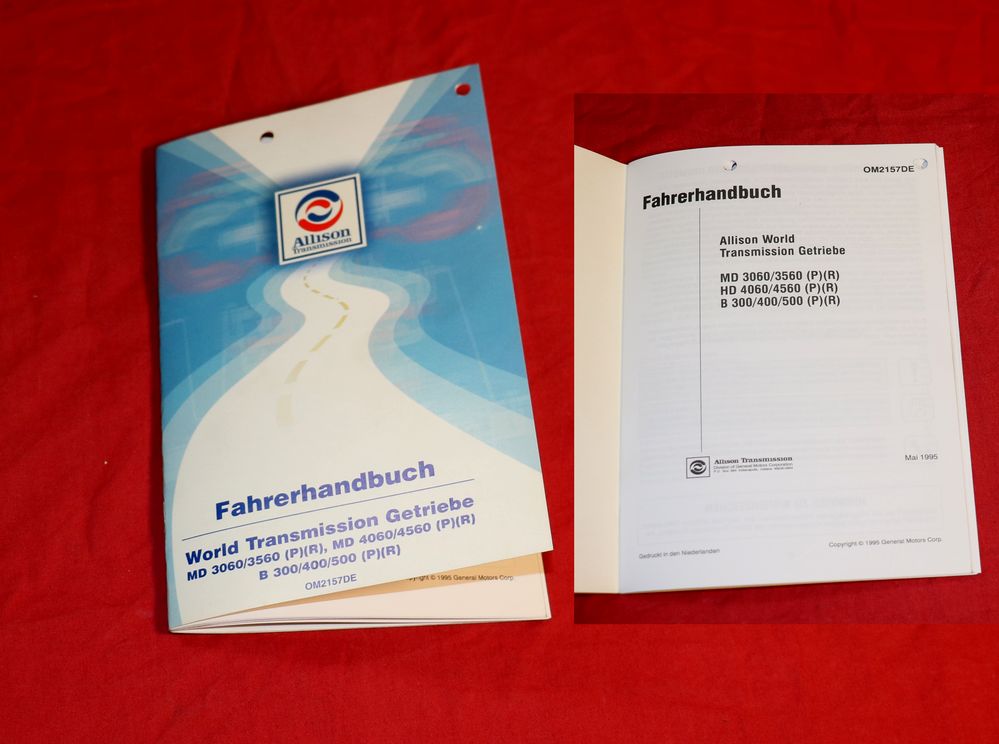 Allison
Transmission
Fahrerhandbuch
World Transmission Getriebe
MD 3060/3560 (P)(R), MD 4060/4560 (P)(R)
B 300/400/500 (P)(R)
OM2157DE
Copyright © 1995 General Motors Corp.
OM2157DE
Fahrerhandbuch
Allison World
Transmission Getriebe
MD 3060/3560 (P)(R)
HD 4060/4560 (P)(R)
B 300/400/500 (P)(R)
Allison Transmission
Division of General Motors Corporation
Mai 1995
Gedruckt in den Niederlanden
Copyright © 1995 General Motors Corp.